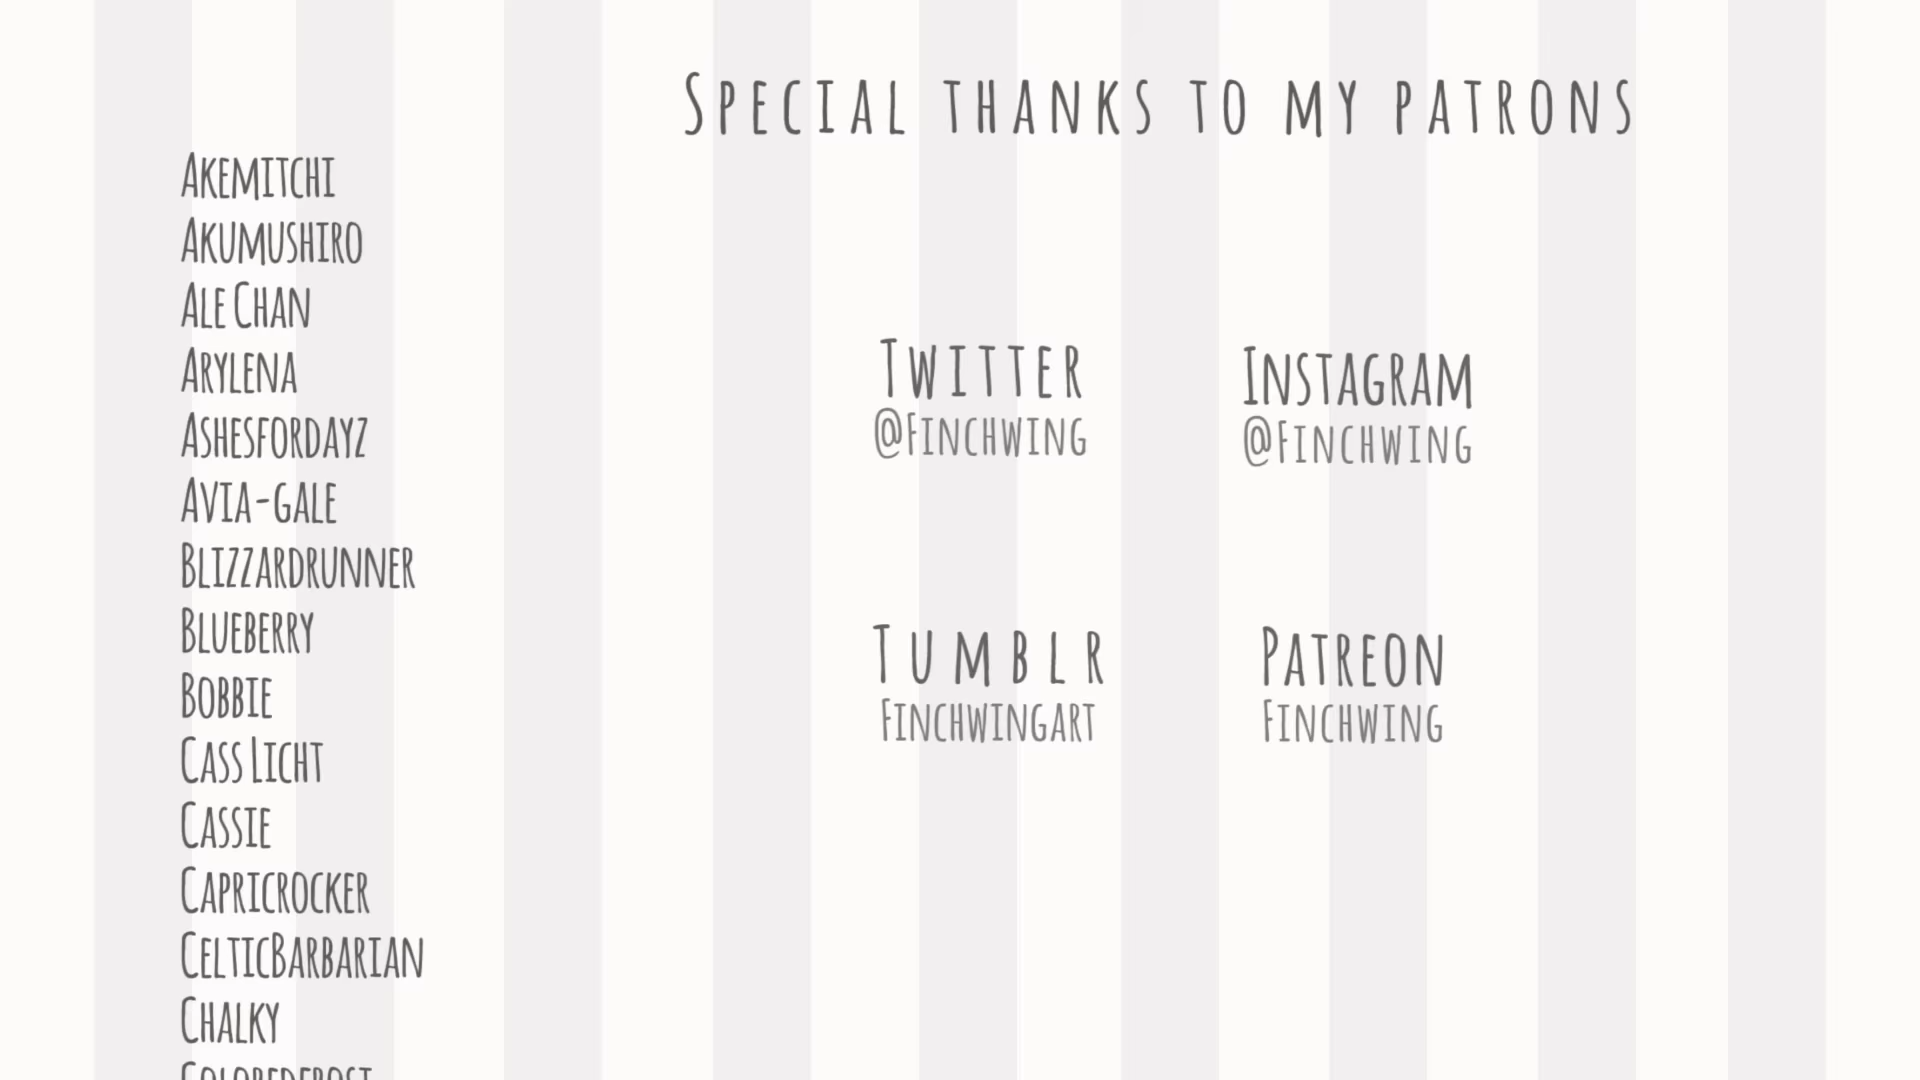 Special thanks to my patrons
Akemitchi
Akumushiro
Ale Chan
Arylena
Ashesfordayz
Avia-gale
Blizzardrunner
Blueberry
Bobbie
Cass Licht
Cassie
Capricrocker
CelticBarbarian
Chalky
Twitter
@Finchwing
Instagram
@Finchwing
Tumblr
Finchwingart
Patreon
Finchwing